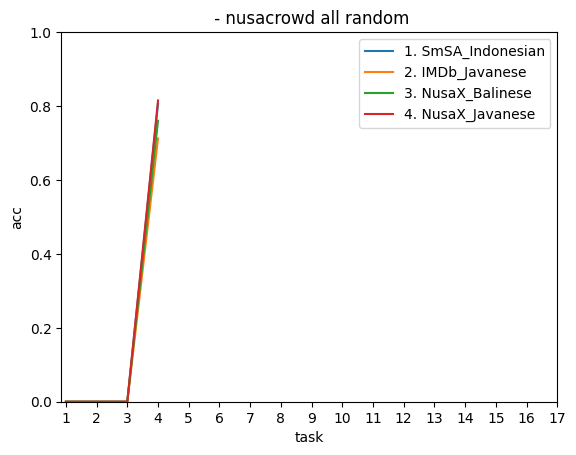 - nusacrowd all random
1.0
0.8
0.6
0.4
0.2
0.0
acc
1. SmSA_Indonesian
2. IMDb_Javanese
3. NusaX_Balinese
4. NusaX_Javanese
1 2 3 4 5 6 7 8 9 10 11 12 13 14 15 16 17
task